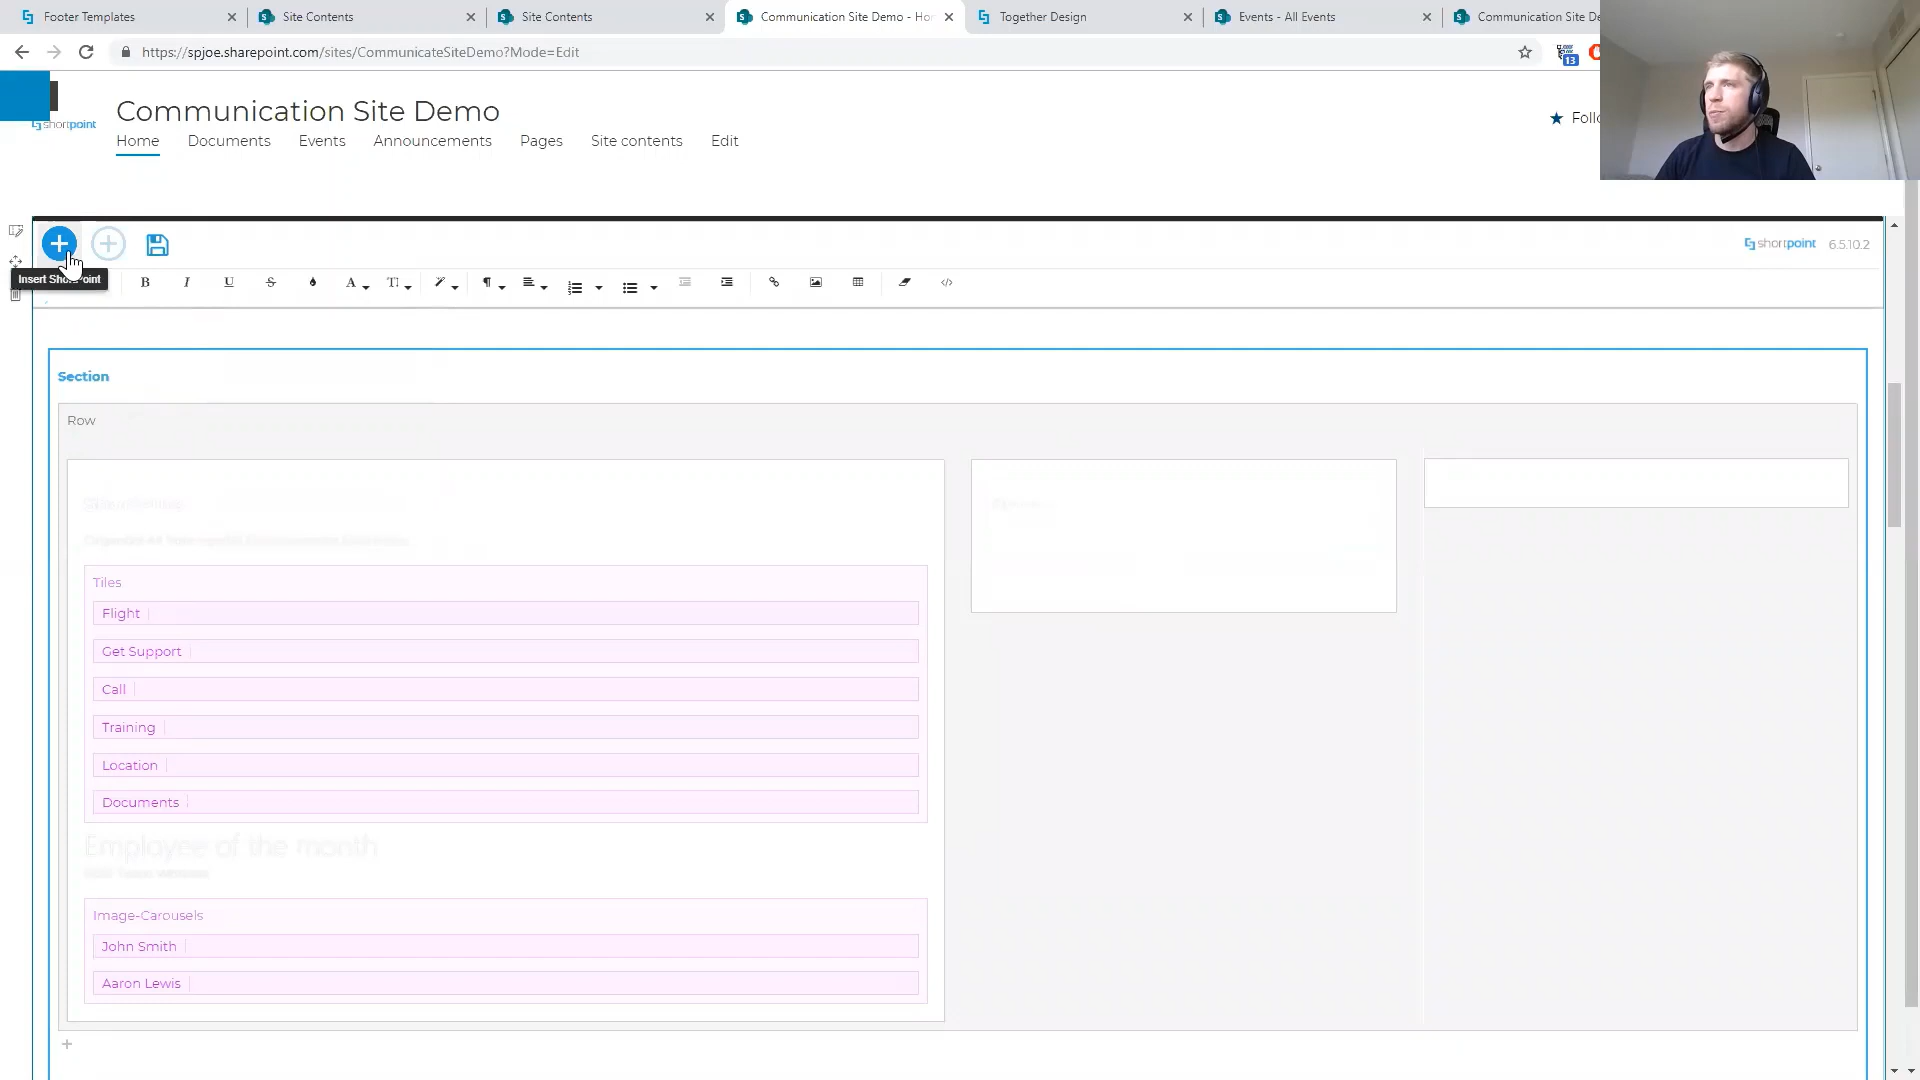 Footer Templates
Site Contents
Site Contents
Communication Site Demo - Ho
Together Design
Events - All Events
Communication Site De
https://spjoe.sharepoint.com/sites/CommunicateSiteDemo?Mode=Edit
13
shortpoint
Communication Site Demo
Home Documents Events Announcements Pages Site contents Edit
Follo
shortpoint 6.5.10.2
Insert
B I U S A
Section
Row
Tiles
Flight
Get Support
Call
Training
Location
Documents
Employee of the month
Image-Carousels
John Smith
Aaron Lewis